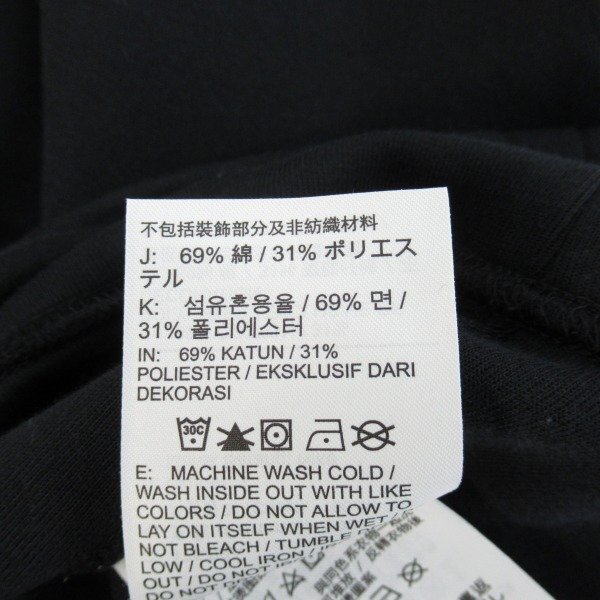 不包括裝飾部分及非紡織材料
J: 69% 綿 / 31% ポリエス
テル
K: 섬유혼용율 / 69% 면 /
31% 폴리에스터
IN: 69% KATUN / 31%
POLIESTER / EKSKLUSIF DARI
DEKORASI
30C
E: MACHINE WASH COLD /
WASH INSIDE OUT WITH LIKE
COLORS / DO NOT ALLOW TO
LAY ON ITSELF WHEN WET /
NOT BLEACH / TUMBLE
LOW / COOL IRON
OUT / DO NOT